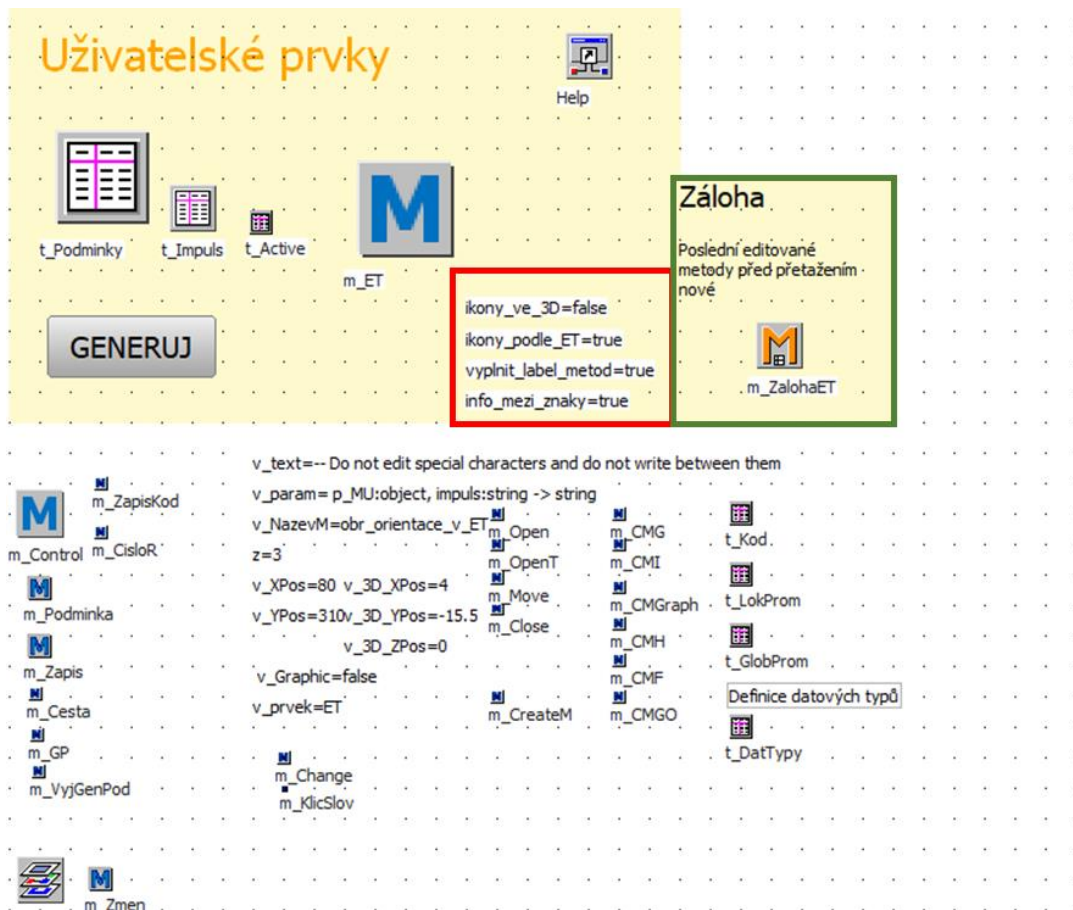 Uživatelské prvky
Help
t_Podminky
t_Impuls
t_Active
m_ET
GENERUJ
ikony_ve_3D=false
ikony_podle_ET=true
vyplnit_label_metod=true
info_mezi_znaky=true
Záloha
Poslední editované
metody před přetažením
nové
m_ZalohaET
m_Control
m_ZapisKod
m_CisloR
m_Podminka
m_Zapis
m_Cesta
m_GP
m_VyjGenPod
v_text=-- Do not edit special characters and do not write between them
v_param= p_MU:object, impuls:string -> string
v_NazevM=obr_orientace_v_ET
z=3
v_XPos=80 v_3D_XPos=4
v_YPos=310v_3D_YPos=-15.5
v_3D_ZPos=0
v_Graphic=false
v_prvek=ET
m_Change
m_KlicSlov
m_Open
m_OpenT
m_Move
m_Close
m_CreateM
m_CMG
m_CMI
m_CMGraph
m_CMH
m_CMF
m_CMGO
t_Kod
t_LokProm
t_GlobProm
Definice datových typů
t_DatTypy
m_Zmen